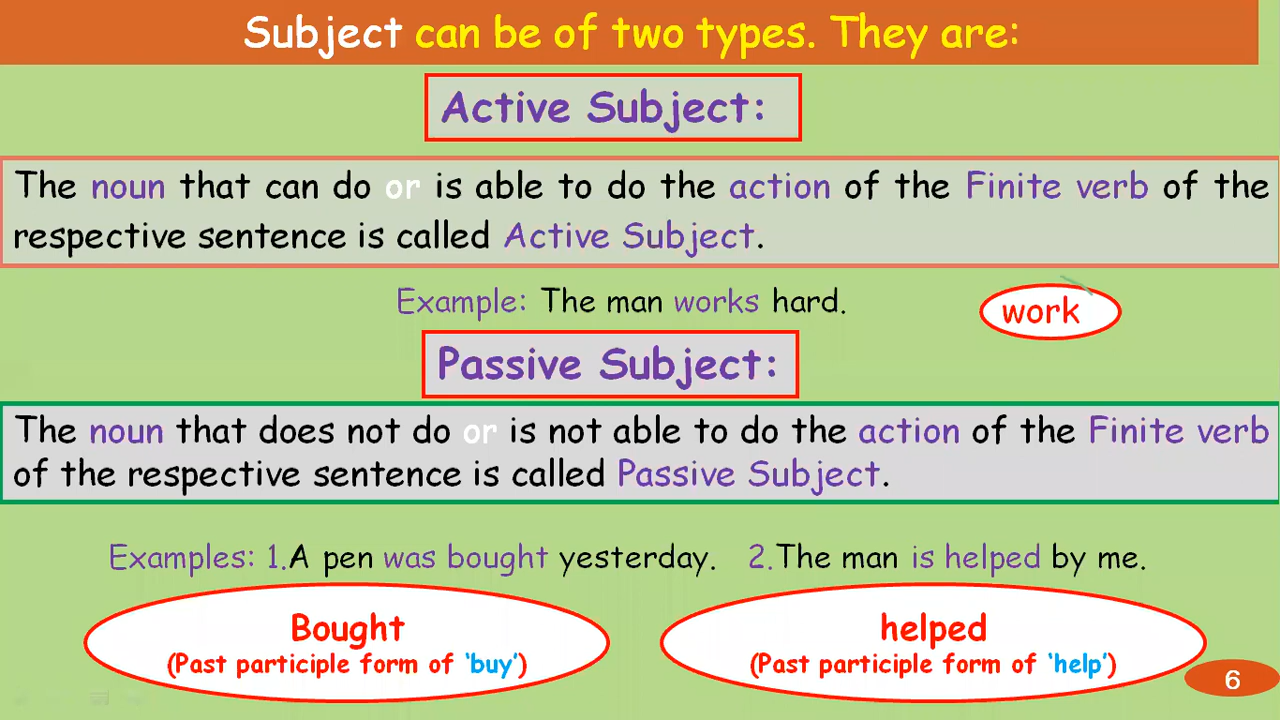 Subject can be of two types. They are:
Active Subject:
The noun that can do or is able to do the action of the Finite verb of the
respective sentence is called Active Subject.
Example: The man works hard.
work
Passive Subject:
The noun that does not do or is not able to do the action of the Finite verb
of the respective sentence is called Passive Subject.
Examples: 1.A pen was bought yesterday. 2.The man is helped by me.
Bought
(Past participle form of ‘buy’)
helped
(Past participle form of ‘help’)
6